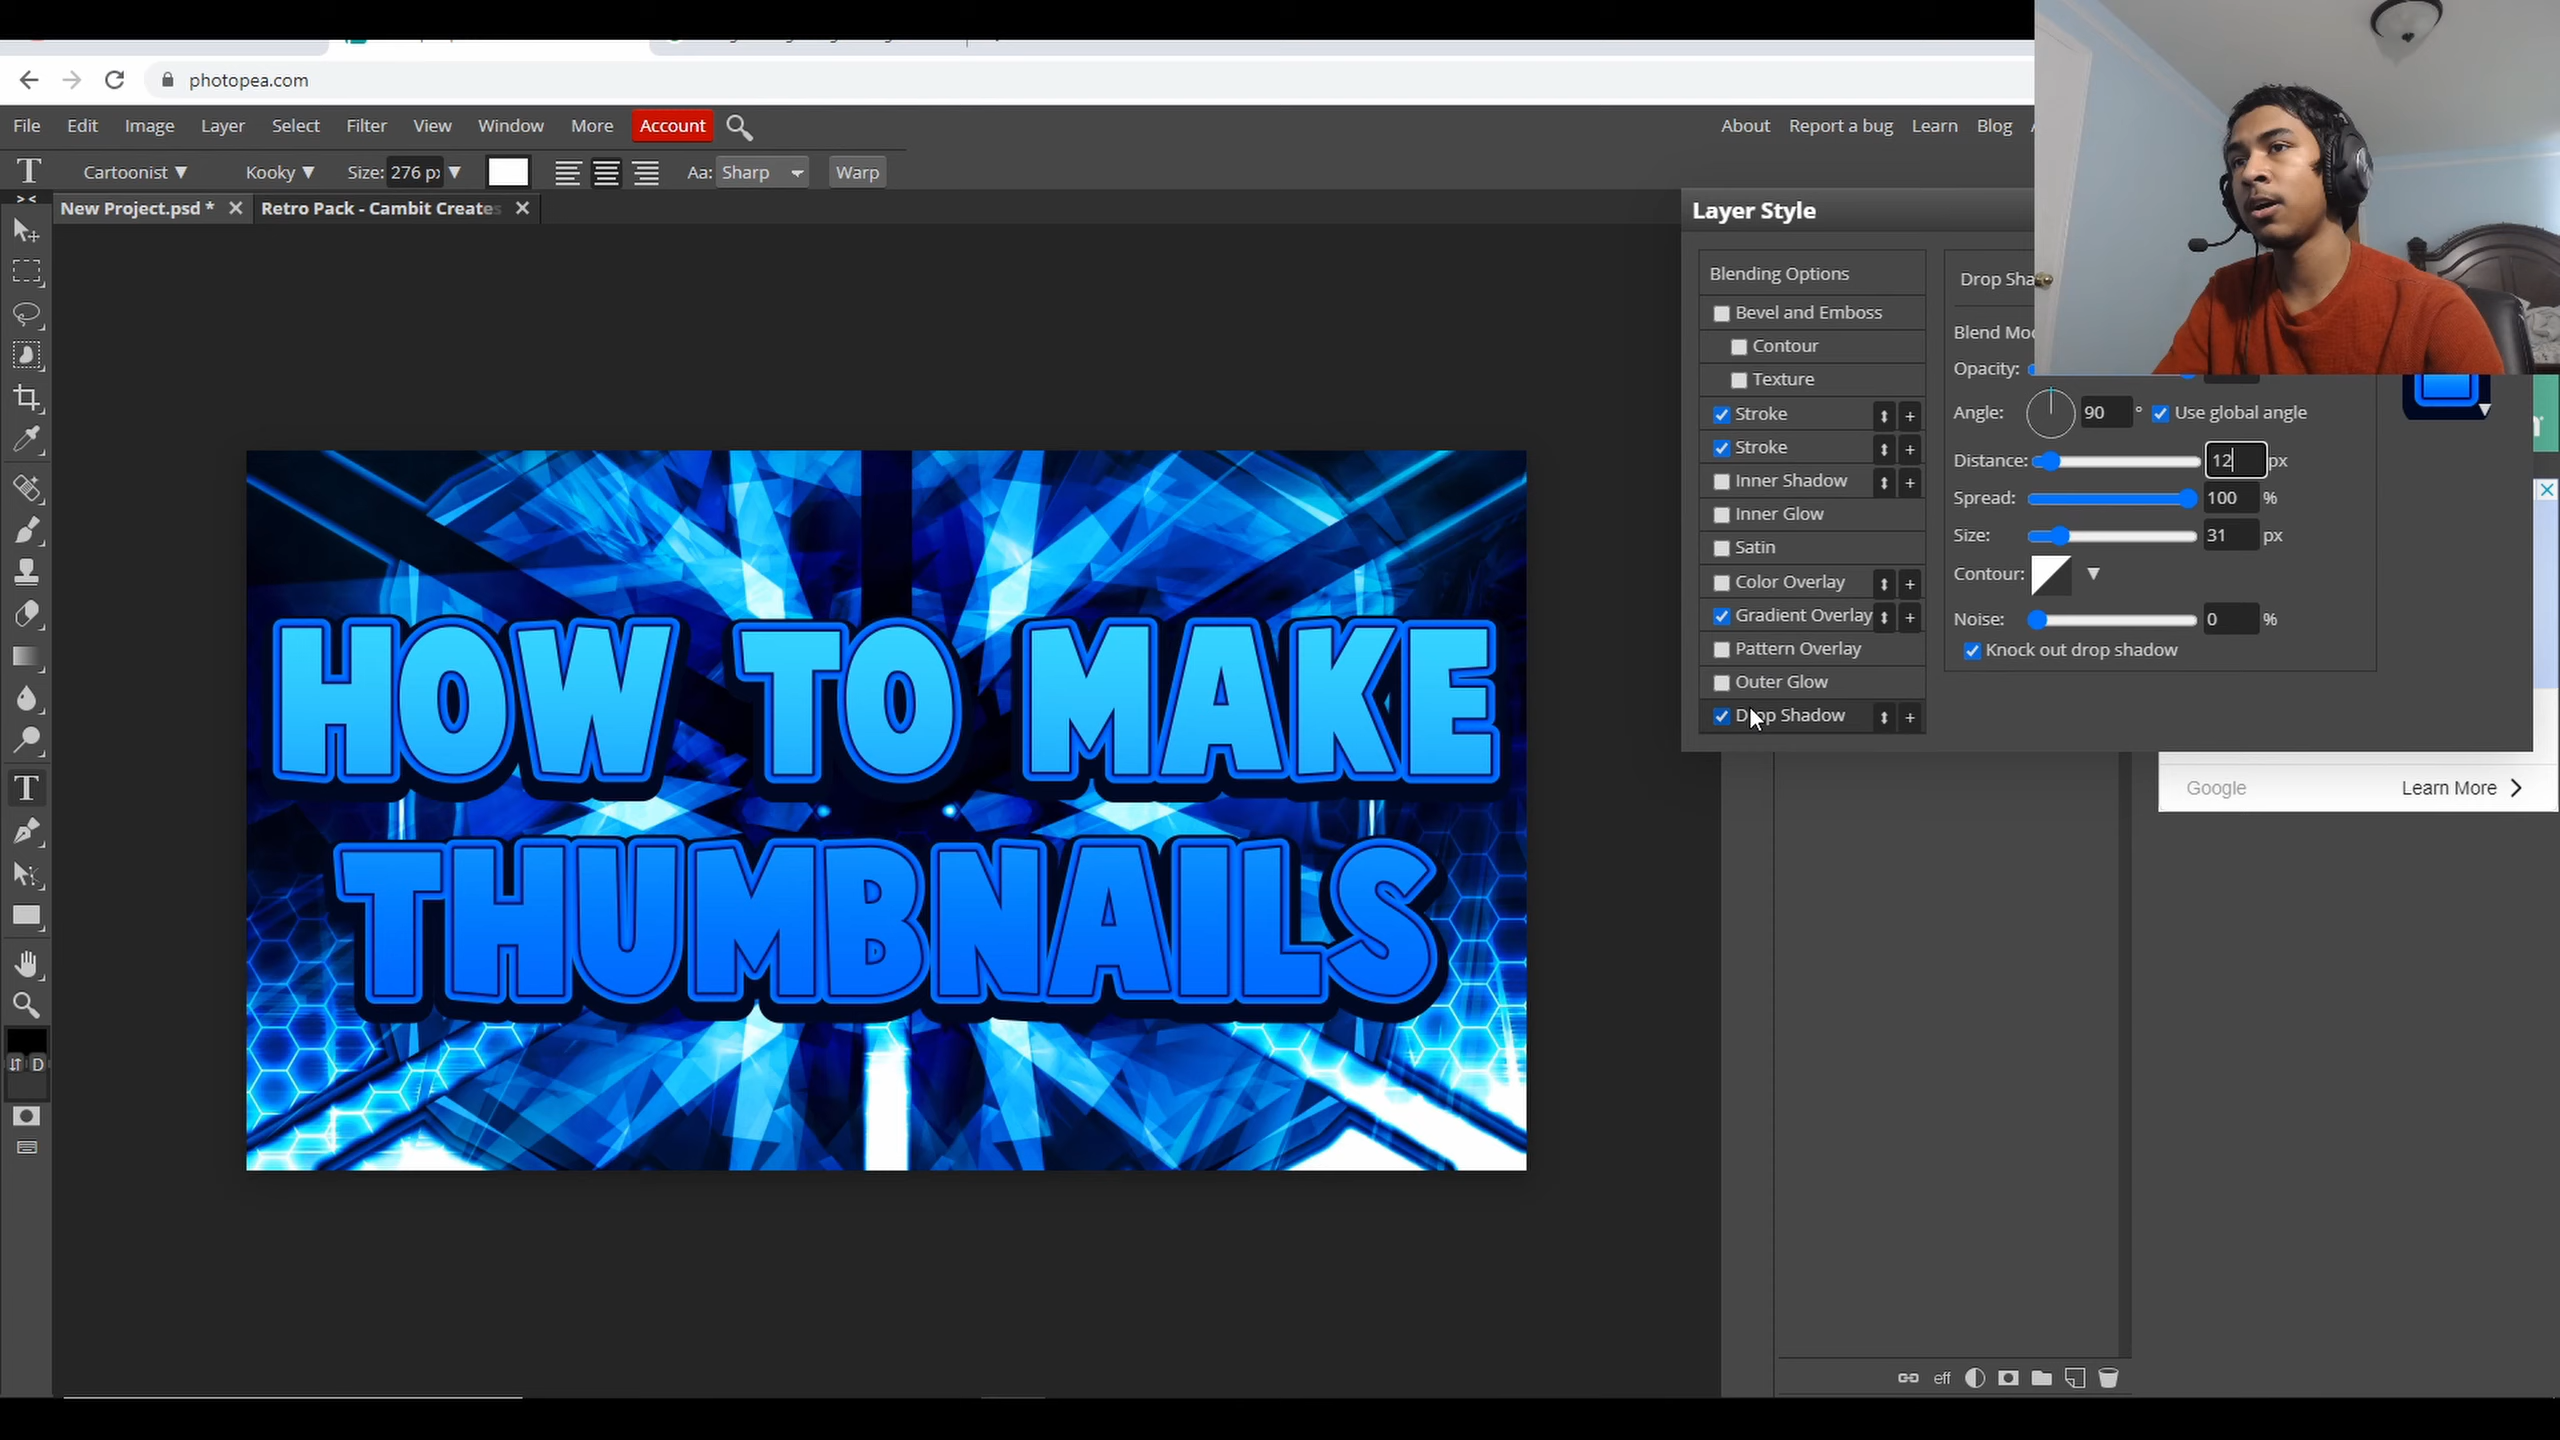 photopea.com
File Edit Image Layer Select Filter View Window More Account
About Report a bug Learn Blog
Cartoonist Kooky Size: 276 p Aa: Sharp Warp
New Project.psd * Retro Pack - Cambit Creates
Layer Style
Blending Options
Bevel and Emboss
Contour
Texture
Stroke
Stroke
Inner Shadow
Inner Glow
Satin
Color Overlay
Gradient Overlay
Pattern Overlay
Outer Glow
Drop Shadow
Drop Sha
Blend Mo
Opacity:
Angle: 90 ° Use global angle
Distance: 12 px
Spread: 100 %
Size: 31 px
Contour:
Noise: 0 %
Knock out drop shadow
HOW TO MAKE
THUMBNAILS
Google Learn More
D
eff